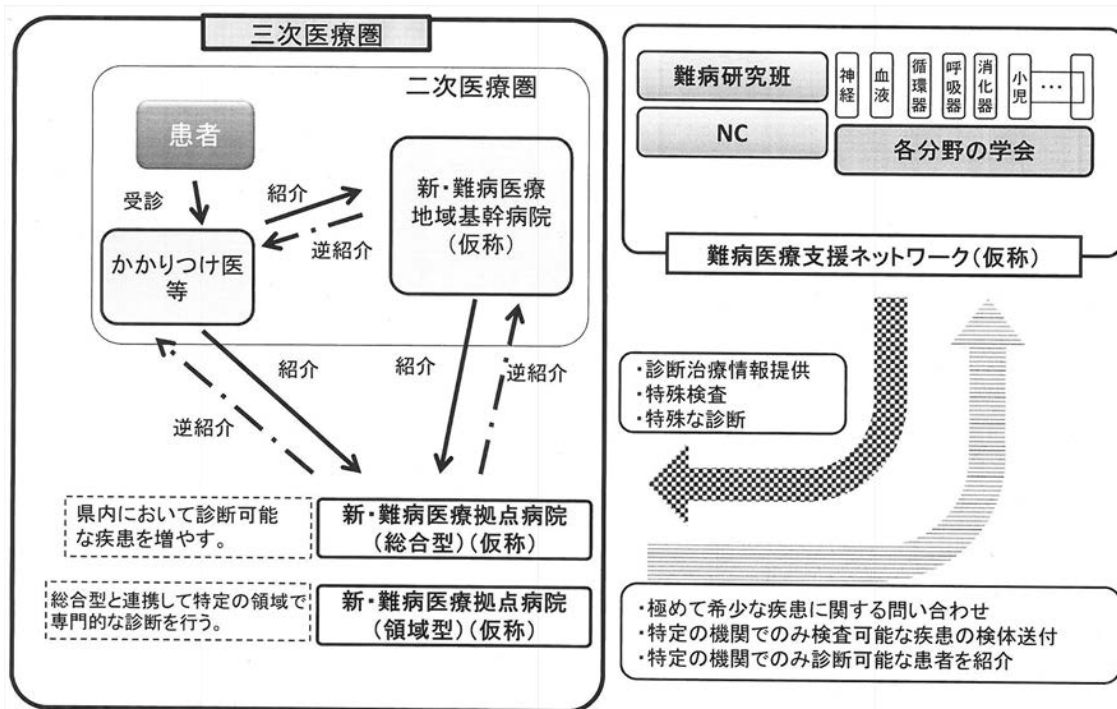 三次医療圏
二次医療圏
患者
受診
紹介
逆紹介
かかりつけ医
等
新・難病医療
地域基幹病院
(仮称)
紹介
逆紹介
紹介
逆紹介
県内において診断可能
な疾患を増やす。
新・難病医療拠点病院
(総合型)(仮称)
総合型と連携して特定の領域で
専門的な診断を行う。
新・難病医療拠点病院
(領域型)(仮称)
難病研究班
NC
神経
血液
循環器
呼吸器
消化器
小児
…
各分野の学会
難病医療支援ネットワーク(仮称)
・診断治療情報提供
・特殊検査
・特殊な診断
・極めて希少な疾患に関する問い合わせ
・特定の機関でのみ検査可能な疾患の検体送付
・特定の機関でのみ診断可能な患者を紹介